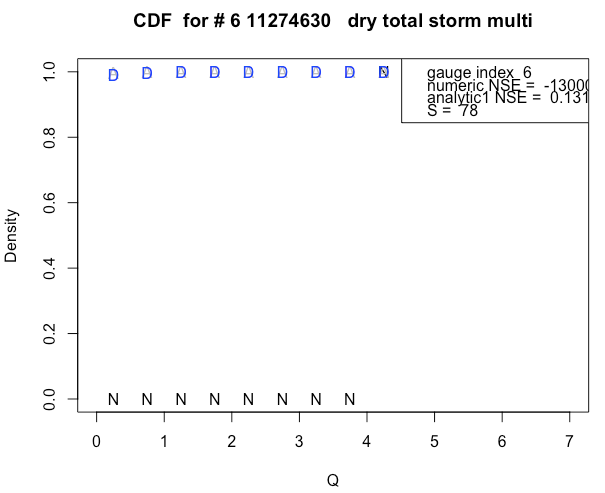 CDF  for # 6 11274630   dry total storm multi
gauge index  6
numeric NSE =  -13000
analytic1 NSE =  0.131
S =  78
Density
1.0
0.8
0.6
0.4
0.2
0.0
D D D D D D D D D
N
N N N N N N N N
0 1 2 3 4 5 6 7
Q